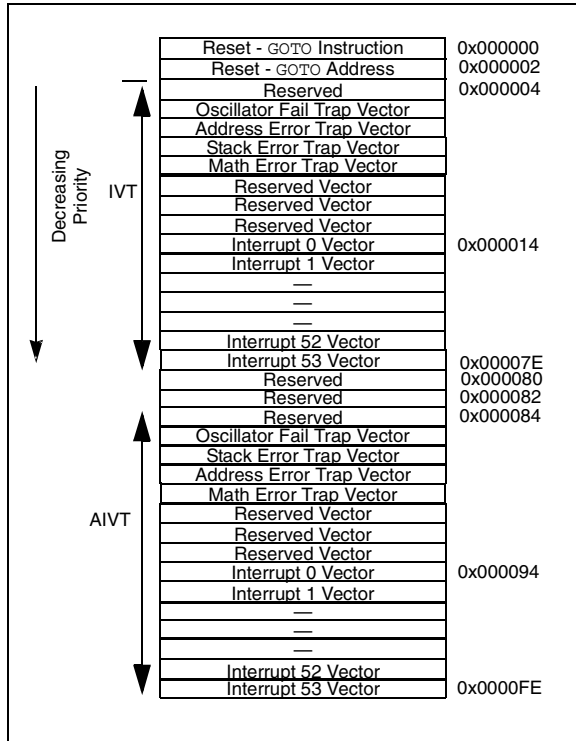 Reset - GOTO Instruction 0x000000
Reset - GOTO Address 0x000002
Reserved 0x000004
Oscillator Fail Trap Vector
Address Error Trap Vector
Stack Error Trap Vector
Math Error Trap Vector
Reserved Vector
Reserved Vector
Reserved Vector
Interrupt 0 Vector 0x000014
Interrupt 1 Vector
—
—
—
Interrupt 52 Vector
Interrupt 53 Vector 0x00007E
Reserved 0x000080
Reserved 0x000082
Reserved 0x000084
Oscillator Fail Trap Vector
Stack Error Trap Vector
Address Error Trap Vector
Math Error Trap Vector
Reserved Vector
Reserved Vector
Reserved Vector
Interrupt 0 Vector 0x000094
Interrupt 1 Vector
—
—
—
Interrupt 52 Vector
Interrupt 53 Vector 0x0000FE
Decreasing
Priority
IVT
AIVT